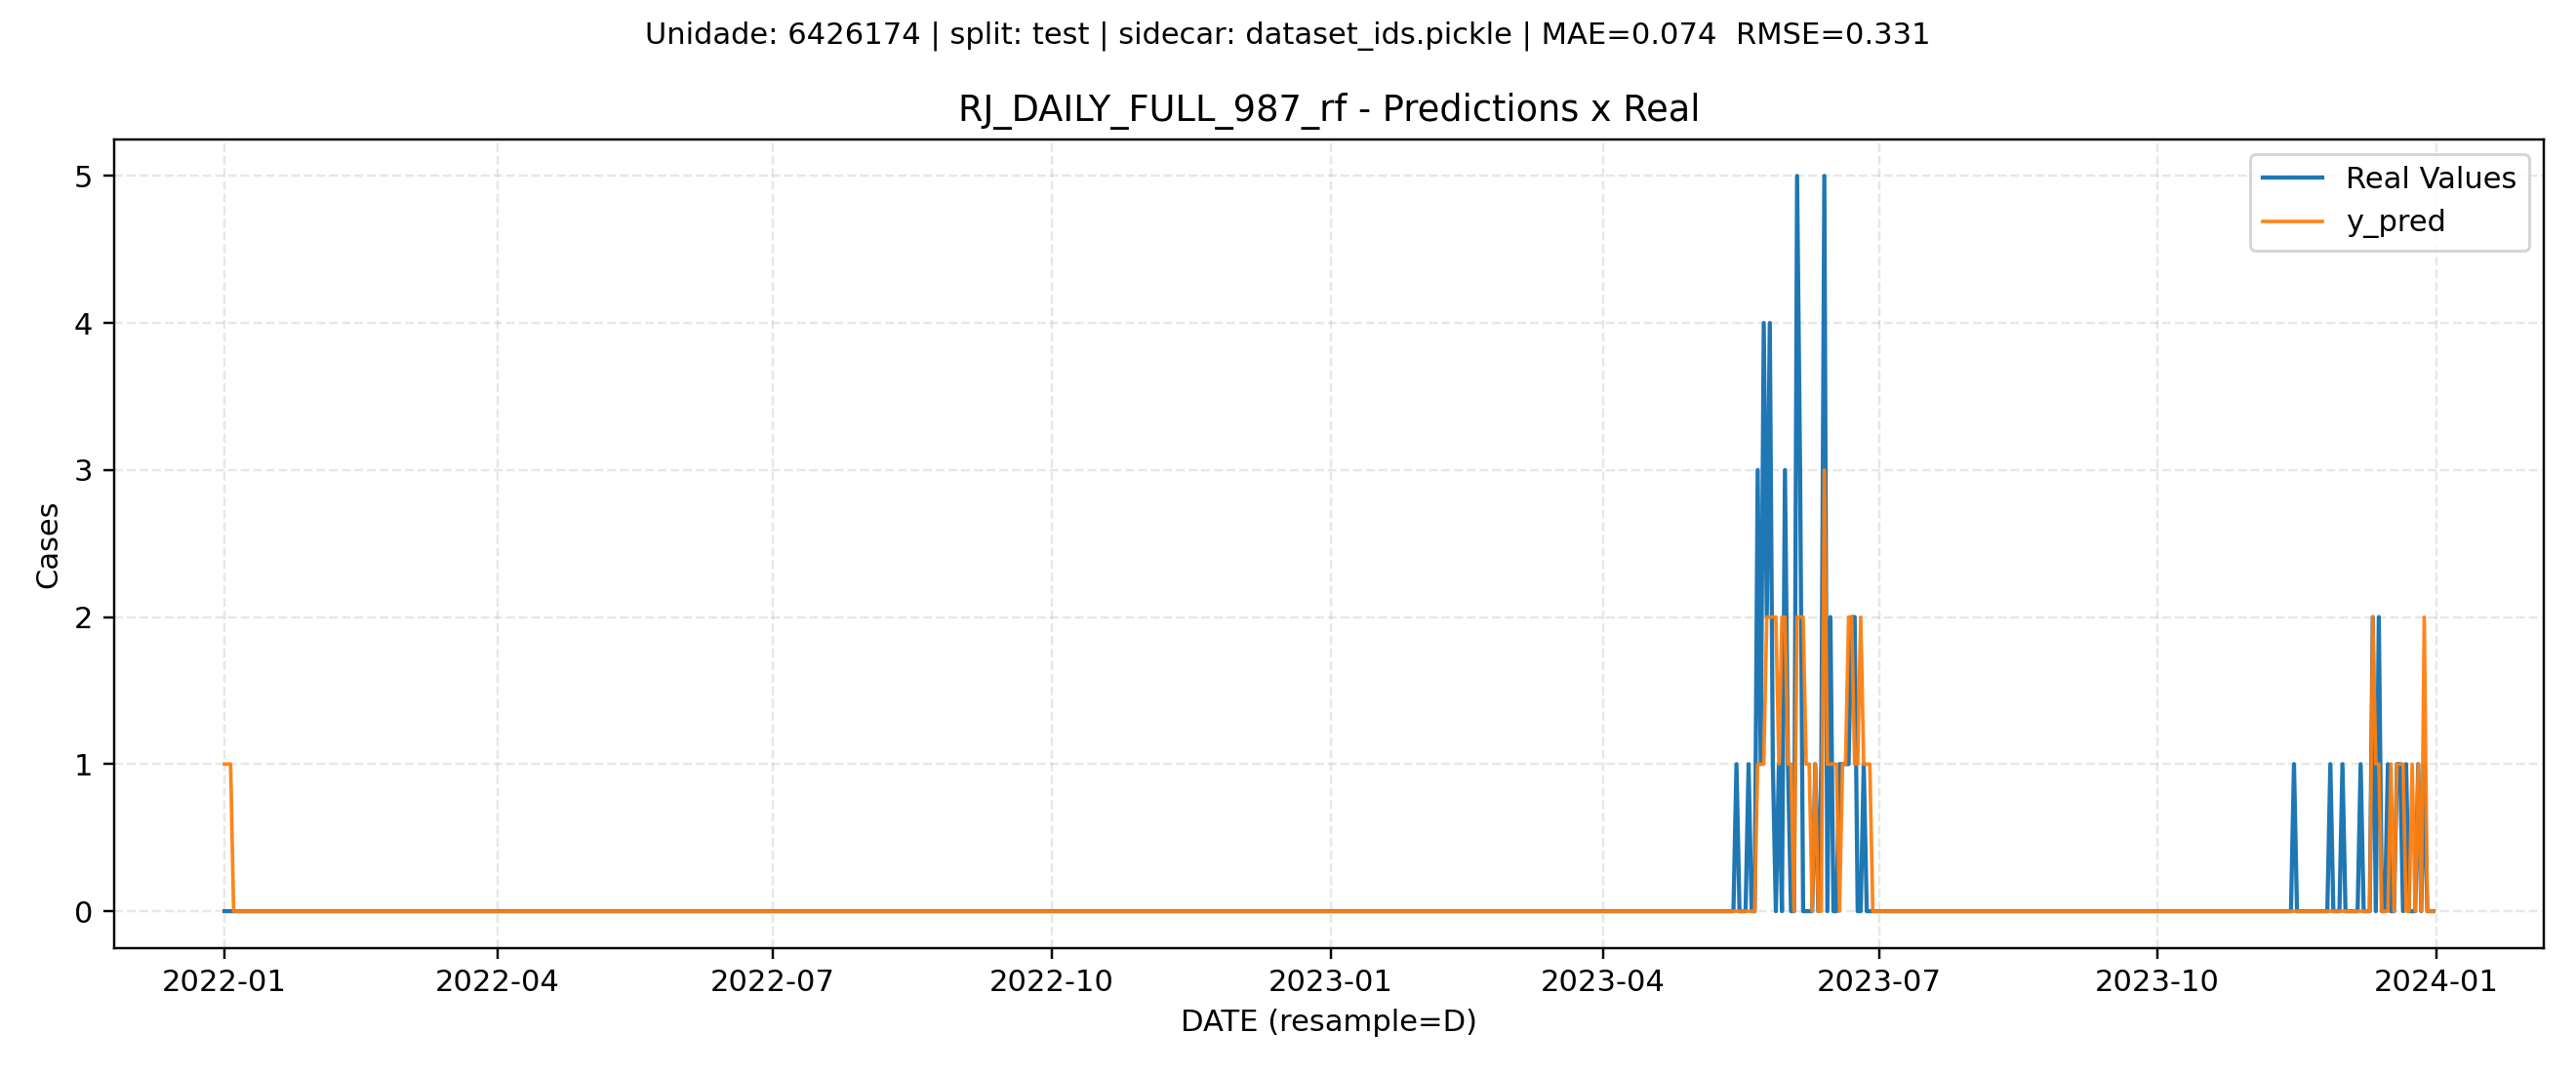 Unidade: 6426174 | split: test | sidecar: dataset_ids.pickle | MAE=0.074  RMSE=0.331
RJ_DAILY_FULL_987_rf - Predictions x Real
Real Values
y_pred
5
4
3
2
1
0
Cases
2022-01
2022-04
2022-07
2022-10
2023-01
2023-04
2023-07
2023-10
2024-01
DATE (resample=D)